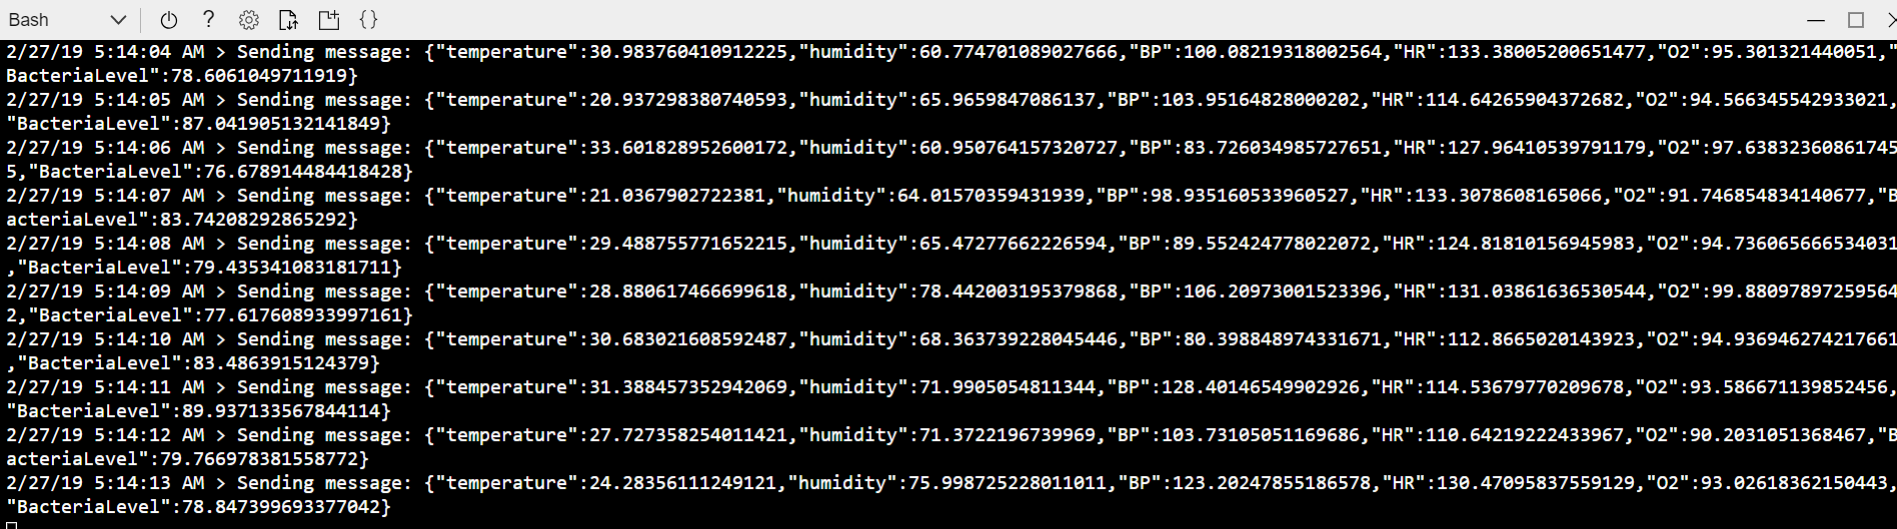 Bash
2/27/19 5:14:04 AM > Sending message: {"temperature":30.983760410912225,"humidity":60.774701089027666,"BP":100.08219318002564,"HR":133.38005200651477,"O2":95.301321440051,"
BacteriaLevel":78.6061049711919}
2/27/19 5:14:05 AM > Sending message: {"temperature":20.937298380740593,"humidity":65.9659847086137,"BP":103.95164828000202,"HR":114.64265904372682,"O2":94.566345542933021,
"BacteriaLevel":87.041905132141849}
2/27/19 5:14:06 AM > Sending message: {"temperature":33.601828952600172,"humidity":60.950764157320727,"BP":83.726034985727651,"HR":127.96410539791179,"O2":97.63832360861745
5,"BacteriaLevel":76.678914484418428}
2/27/19 5:14:07 AM > Sending message: {"temperature":21.0367902722381,"humidity":64.01570359431939,"BP":98.935160533960527,"HR":133.3078608165066,"O2":91.746854834140677,"B
acteriaLevel":83.74208292865292}
2/27/19 5:14:08 AM > Sending message: {"temperature":29.488755771652215,"humidity":65.47277662226594,"BP":89.552424778022072,"HR":124.81810156945983,"O2":94.736065666534031
,"BacteriaLevel":79.435341083181711}
2/27/19 5:14:09 AM > Sending message: {"temperature":28.880617466699618,"humidity":78.442003195379868,"BP":106.20973001523396,"HR":131.03861636530544,"O2":99.88097897259564
2,"BacteriaLevel":77.617608933997161}
2/27/19 5:14:10 AM > Sending message: {"temperature":30.683021608592487,"humidity":68.363739228045446,"BP":80.398848974331671,"HR":112.8665020143923,"O2":94.936946274217661
,"BacteriaLevel":83.4863915124379}
2/27/19 5:14:11 AM > Sending message: {"temperature":31.388457352942069,"humidity":71.9905054811344,"BP":128.40146549902926,"HR":114.53679770209678,"O2":93.586671139852456,
"BacteriaLevel":89.937133567844114}
2/27/19 5:14:12 AM > Sending message: {"temperature":27.727358254011421,"humidity":71.3722196739969,"BP":103.73105051169686,"HR":110.64219222433967,"O2":90.2031051368467,"B
acteriaLevel":79.766978381558772}
2/27/19 5:14:13 AM > Sending message: {"temperature":24.28356111249121,"humidity":75.998725228011011,"BP":123.20247855186578,"HR":130.47095837559129,"O2":93.02618362150443,
"BacteriaLevel":78.847399693377042}